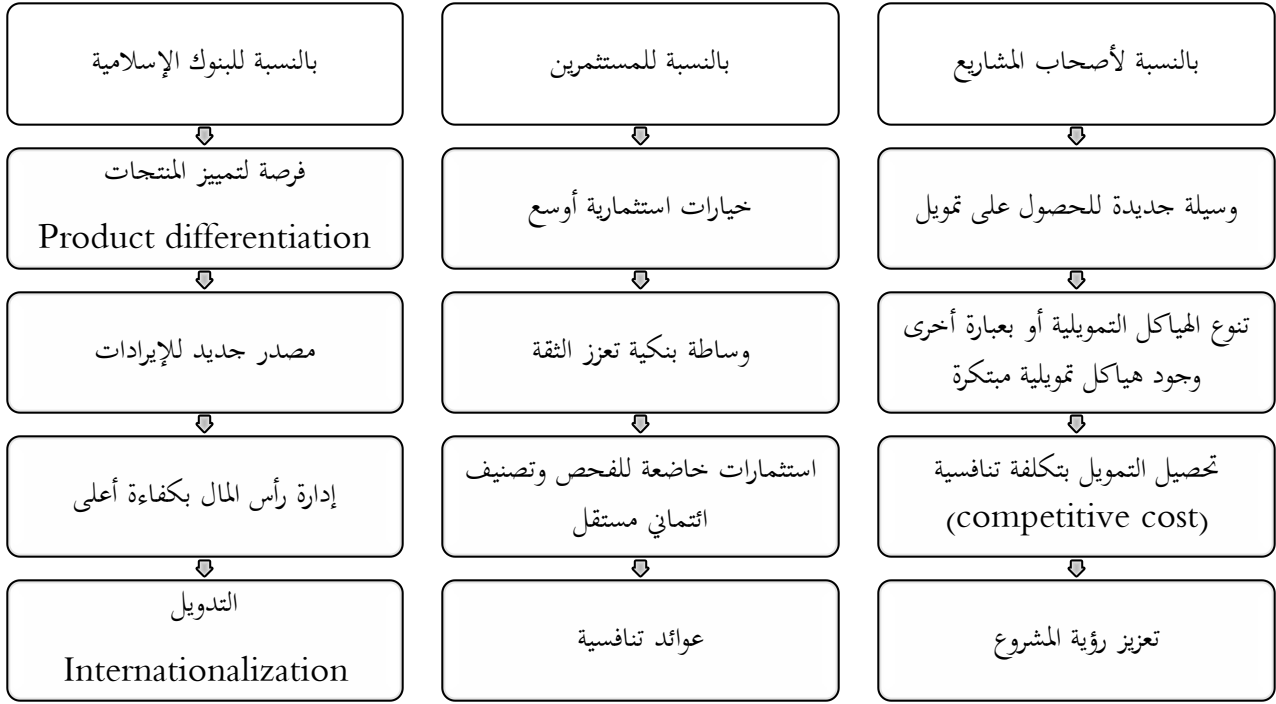 بالنسبة لأصحاب المشاريع
وسيلة جديدة للحصول على تمويل
تنوع الهياكل التمويلية أو بعبارة أخرى
وجود هياكل تمويلية مبتكرة
تحصيل التمويل بتكلفة تنافسية
(competitive cost)
تعزيز رؤية المشروع
بالنسبة للمستثمرين
خيارات استثمارية أوسع
وساطة بنكية تعزز الثقة
استثمارات خاضعة للفحص وتصنيف
ائتماني مستقل
عوائد تنافسية
بالنسبة للبنوك الإسلامية
فرصة لتمييز المنتجات
Product differentiation
مصدر جديد للإيرادات
إدارة رأس المال بكفاءة أعلى
التدويل
Internationalization